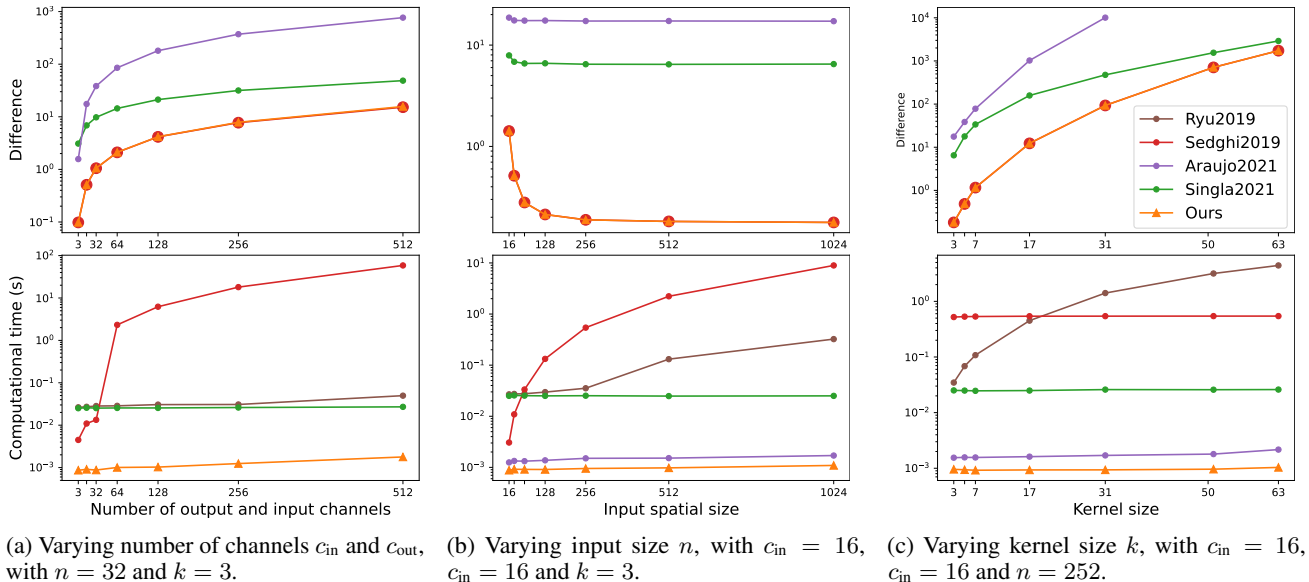 10³
10²
10¹
10⁰
10⁻¹
Difference
3 32 64 128 256 512
10¹
10⁰
16 128 256 512 1024
10⁴
10³
10²
10¹
10⁰
Difference
3 7 17 31 50 63
Ryu2019
Sedghi2019
Araujo2021
Singla2021
Ours
10²
10¹
10⁰
10⁻¹
10⁻²
10⁻³
Computational time (s)
3 32 64 128 256 512
Number of output and input channels
10¹
10⁰
10⁻¹
10⁻²
10⁻³
16 128 256 512 1024
Input spatial size
10⁰
10⁻¹
10⁻²
10⁻³
3 7 17 31 50 63
Kernel size
(a) Varying number of channels c_in and c_out,
with n = 32 and k = 3.
(b) Varying input size n, with c_in = 16,
c_in = 16 and k = 3.
(c) Varying kernel size k, with c_in = 16,
c_in = 16 and n = 252.